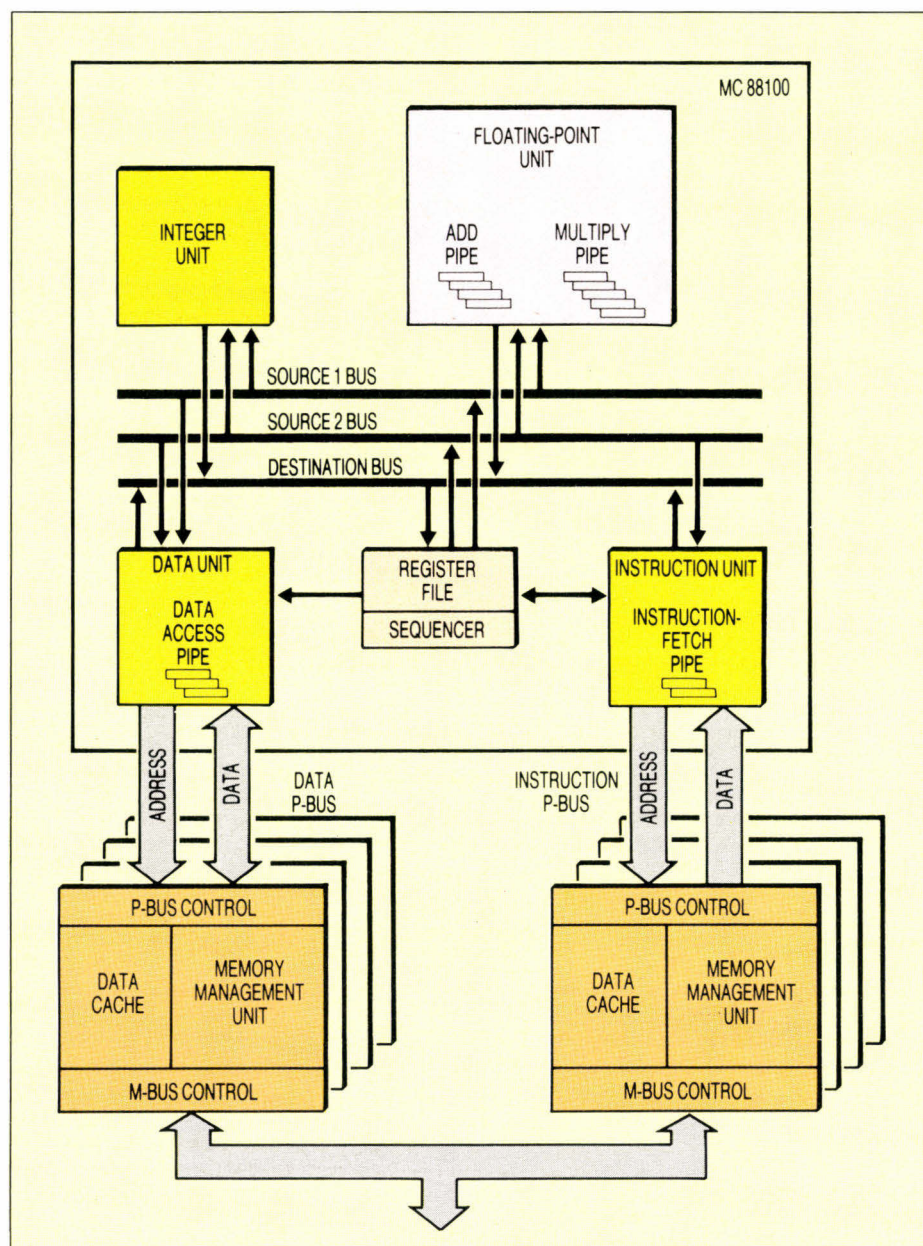 MC 88100
FLOATING-POINT
UNIT
ADD
PIPE
MULTIPLY
PIPE
INTEGER
UNIT
SOURCE 1 BUS
SOURCE 2 BUS
DESTINATION BUS
DATA UNIT
DATA
ACCESS
PIPE
REGISTER
FILE
SEQUENCER
INSTRUCTION UNIT
INSTRUCTION-
FETCH
PIPE
ADDRESS
DATA
DATA
P-BUS
INSTRUCTION
P-BUS
ADDRESS
DATA
P-BUS CONTROL
DATA
CACHE
MEMORY
MANAGEMENT
UNIT
M-BUS CONTROL
P-BUS CONTROL
DATA
CACHE
MEMORY
MANAGEMENT
UNIT
M-BUS CONTROL